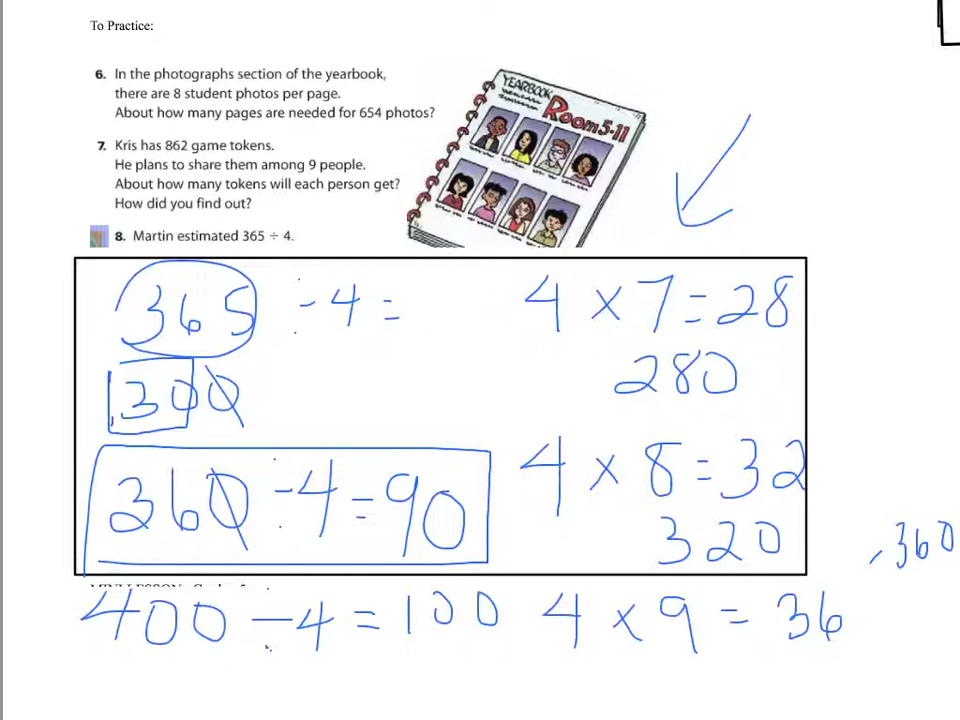 To Practice:
6. In the photographs section of the yearbook,
there are 8 student photos per page.
About how many pages are needed for 654 photos?
7. Kris has 862 game tokens.
He plans to share them among 9 people.
About how many tokens will each person get?
How did you find out?
8. Martin estimated 365 ÷ 4.
YEARBOOK
Room 5-11
365 ÷ 4 =
300
360 ÷ 4 = 90
400 ÷ 4 = 100
4 x 7 = 28
280
4 x 8 = 32
320
360
4 x 9 = 36